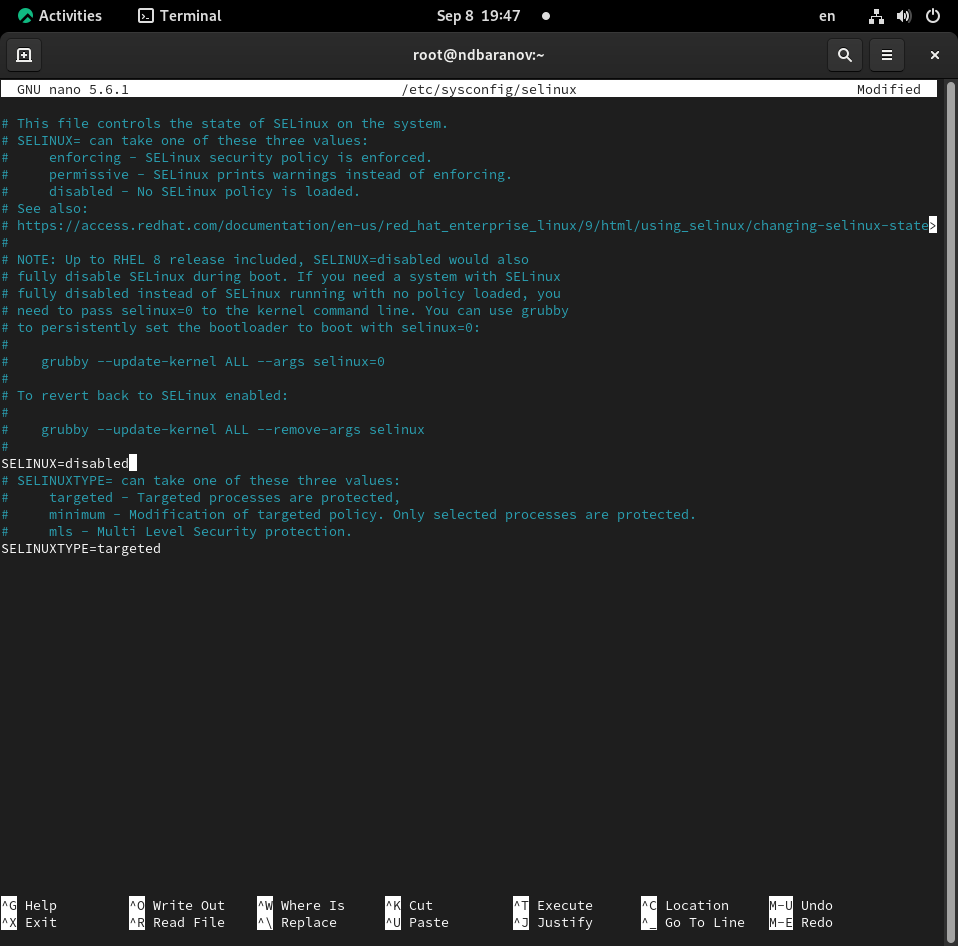 Activities Terminal Sep 8 19:47 en
root@ndbaranov:~
GNU nano 5.6.1 /etc/sysconfig/selinux Modified
# This file controls the state of SELinux on the system.
# SELINUX= can take one of these three values:
#     enforcing - SELinux security policy is enforced.
#     permissive - SELinux prints warnings instead of enforcing.
#     disabled - No SELinux policy is loaded.
# See also:
# https://access.redhat.com/documentation/en-us/red_hat_enterprise_linux/9/html/using_selinux/changing-selinux-state>
#
# NOTE: Up to RHEL 8 release included, SELINUX=disabled would also
# fully disable SELinux during boot. If you need a system with SELinux
# fully disabled instead of SELinux running with no policy loaded, you
# need to pass selinux=0 to the kernel command line. You can use grubby
# to persistently set the bootloader to boot with selinux=0:
#
#    grubby --update-kernel ALL --args selinux=0
#
# To revert back to SELinux enabled:
#
#    grubby --update-kernel ALL --remove-args selinux
#
SELINUX=disabled
# SELINUXTYPE= can take one of these three values:
#     targeted - Targeted processes are protected,
#     minimum - Modification of targeted policy. Only selected processes are protected.
#     mls - Multi Level Security protection.
SELINUXTYPE=targeted
^G Help ^O Write Out ^W Where Is ^K Cut ^T Execute ^C Location M-U Undo
^X Exit ^R Read File ^\ Replace ^U Paste ^J Justify ^_ Go To Line M-E Redo